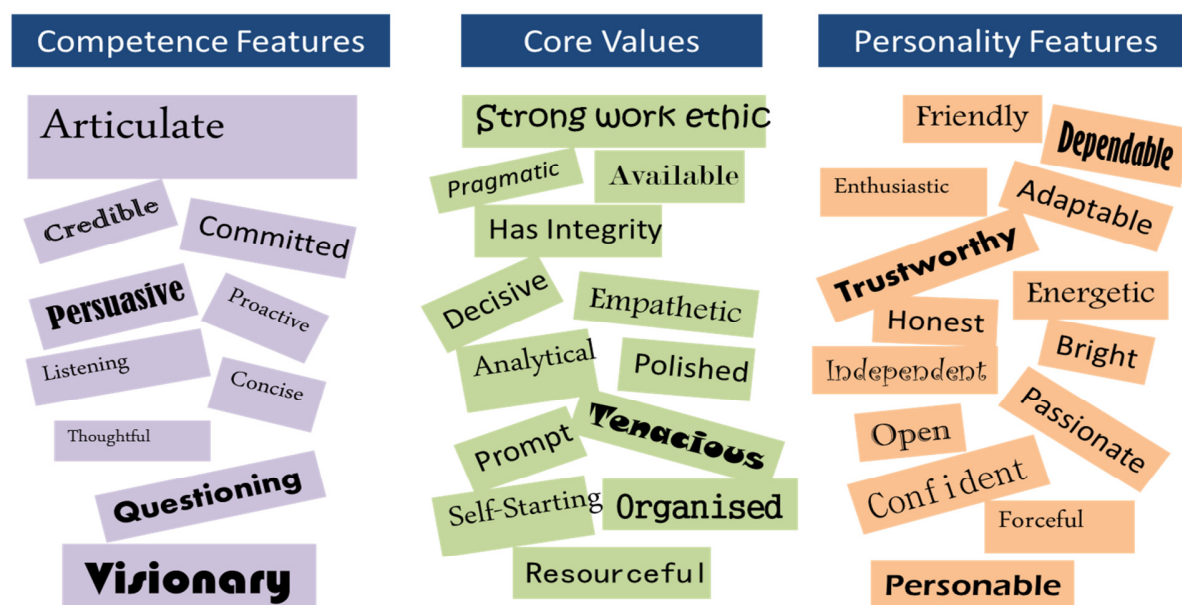 Competence Features
Articulate
Credible
Committed
Persuasive
Proactive
Listening
Concise
Thoughtful
Questioning
Visionary
Core Values
Strong work ethic
Pragmatic
Available
Has Integrity
Decisive
Empathetic
Analytical
Polished
Tenacious
Prompt
Self-Starting
Organised
Resourceful
Personality Features
Friendly
Dependable
Enthusiastic
Adaptable
Trustworthy
Energetic
Honest
Bright
Independent
Passionate
Open
Confident
Forceful
Personable